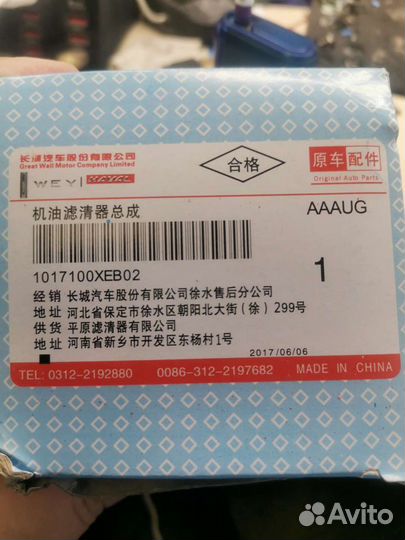 长城汽车股份有限公司
Great Wall Motor Company Limited
WEY HAVAL
合格
原车配件
Original Auto Parts
机油滤清器总成
AAAUG
1017100XEB02
1
经销 长城汽车股份有限公司徐水售后分公司
地址 河北省保定市徐水区朝阳北大街(徐)299号
供货 平原滤清器有限公司
地址 河南省新乡市开发区东杨村1号
2017/06/06
TEL: 0312-2192880 0086-312-2197682 MADE IN CHINA
Avito